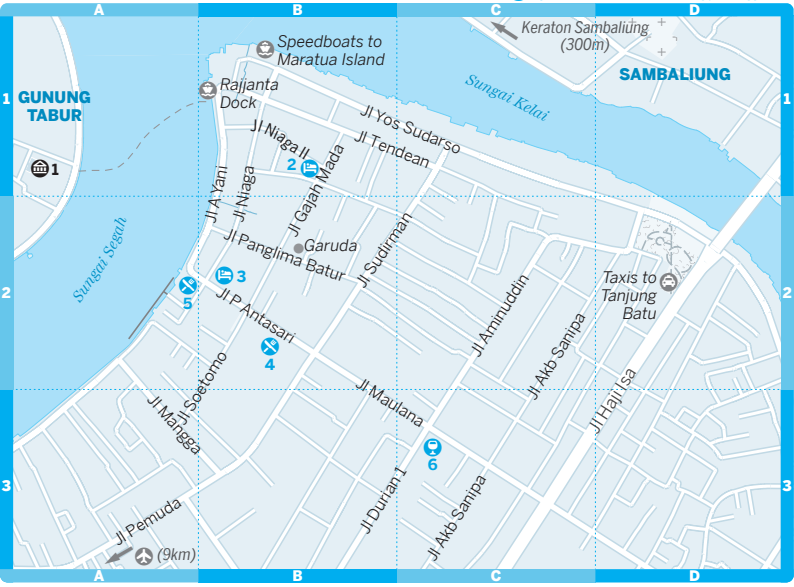 A
B
C
D
Keraton Sambaliung
(300m)
Speedboats to
Maratua Island
SAMBALIUNG
1
GUNUNG
TABUR
Rajjanta
Dock
Sungai Kelai
1
Jl Yos Sudarso
Jl Niaga II
Jl Tendean
1
2
Jl A Yani
Jl Niaga
Jl Gajah Mada
Sungai Segah
Jl Panglima Batur
Garuda
Jl Sudirman
2
5
3
Taxis to
Tanjung
Batu
2
Jl P Antasari
4
Jl Aminuddin
Jl Akb Sanipa
Jl Soetomo
Jl Mangga
Jl Maulana
Jl Haji Isa
6
3
3
Jl Durian 1
Jl Akb Sanipa
Jl Pemuda
(9km)
A
B
C
D